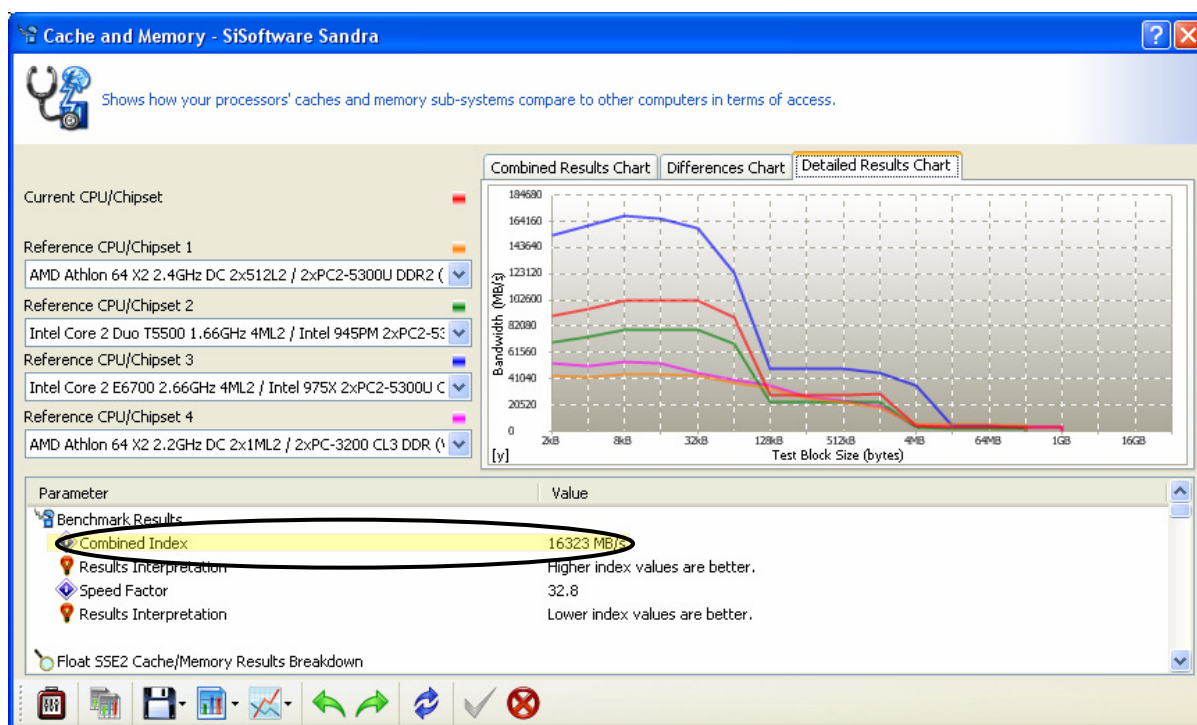 Cache and Memory - SiSoftware Sandra
Shows how your processors' caches and memory sub-systems compare to other computers in terms of access.
Combined Results Chart Differences Chart Detailed Results Chart
Current CPU/Chipset
Reference CPU/Chipset 1
AMD Athlon 64 X2 2.4GHz DC 2x512L2 / 2xPC2-5300U DDR2 (
Reference CPU/Chipset 2
Intel Core 2 Duo T5500 1.66GHz 4ML2 / Intel 945PM 2xPC2-53
Reference CPU/Chipset 3
Intel Core 2 E6700 2.66GHz 4ML2 / Intel 975X 2xPC2-5300U C
Reference CPU/Chipset 4
AMD Athlon 64 X2 2.2GHz DC 2x1ML2 / 2xPC-3200 CL3 DDR (
184680
164160
143640
123120
102600
82080
61560
41040
20520
0
Bandwidth (MB/s)
2kB 8kB 32kB 128kB 512kB 4MB 64MB 1GB 16GB
[y] Test Block Size (bytes)
Parameter Value
Benchmark Results
Combined Index 16323 MB/s
Results Interpretation Higher index values are better.
Speed Factor 32.8
Results Interpretation Lower index values are better.
Float SSE2 Cache/Memory Results Breakdown